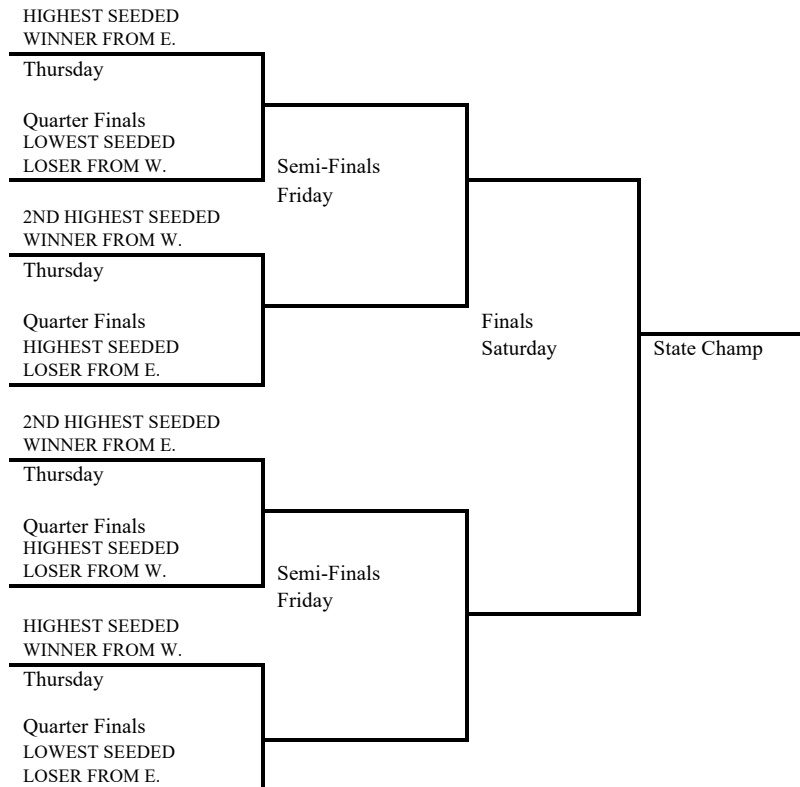 HIGHEST SEEDED
WINNER FROM E.
Thursday
Quarter Finals
LOWEST SEEDED
LOSER FROM W.
Semi-Finals
Friday
2ND HIGHEST SEEDED
WINNER FROM W.
Thursday
Quarter Finals
HIGHEST SEEDED
LOSER FROM E.
Finals
Saturday
State Champ
2ND HIGHEST SEEDED
WINNER FROM E.
Thursday
Quarter Finals
HIGHEST SEEDED
LOSER FROM W.
Semi-Finals
Friday
HIGHEST SEEDED
WINNER FROM W.
Thursday
Quarter Finals
LOWEST SEEDED
LOSER FROM E.